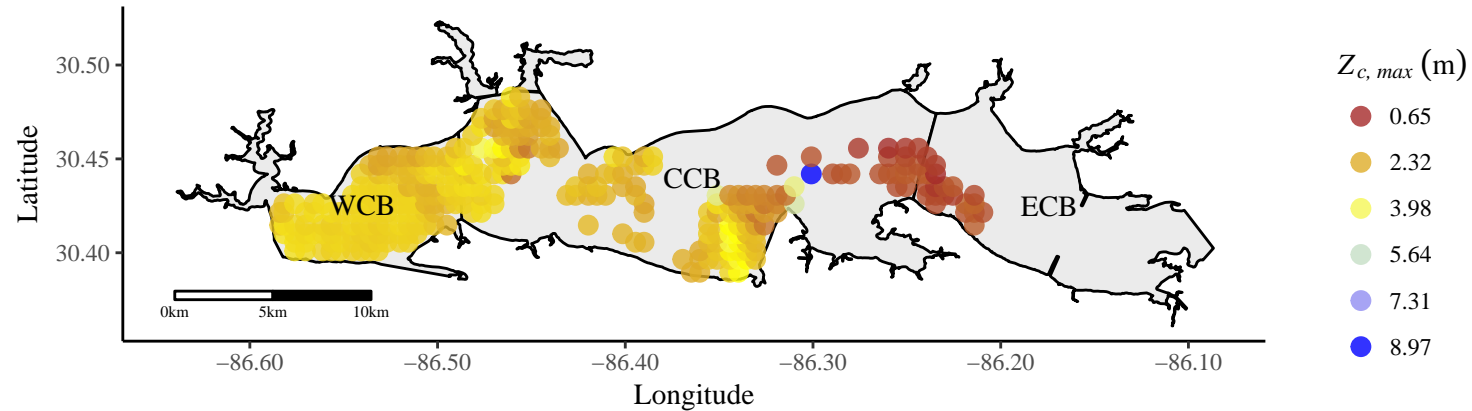 Z c, max (m)
30.50
0.65
30.45
2.32
Latitude
CCB
WCB
ECB
3.98
30.40
5.64
7.31
0km 5km 10km
8.97
−86.60 −86.50 −86.40 −86.30 −86.20 −86.10
Longitude